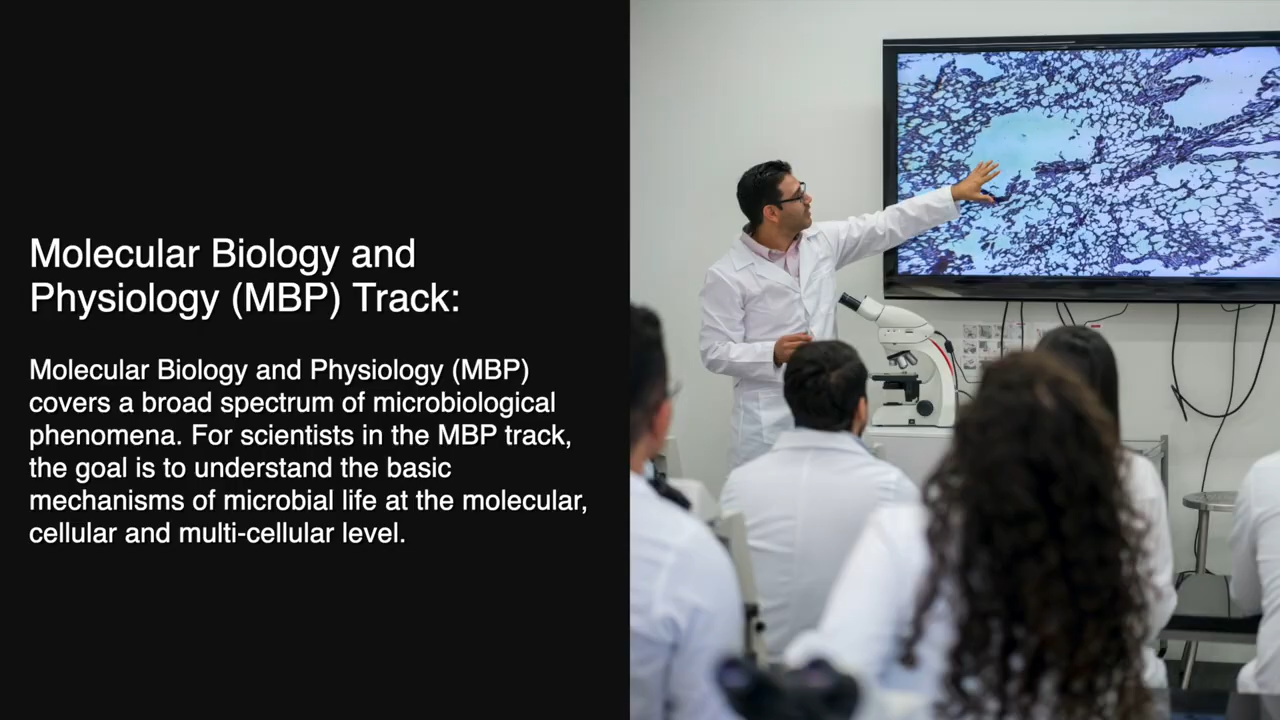 Molecular Biology and
Physiology (MBP) Track:
Molecular Biology and Physiology (MBP)
covers a broad spectrum of microbiological
phenomena. For scientists in the MBP track,
the goal is to understand the basic
mechanisms of microbial life at the molecular,
cellular and multi-cellular level.